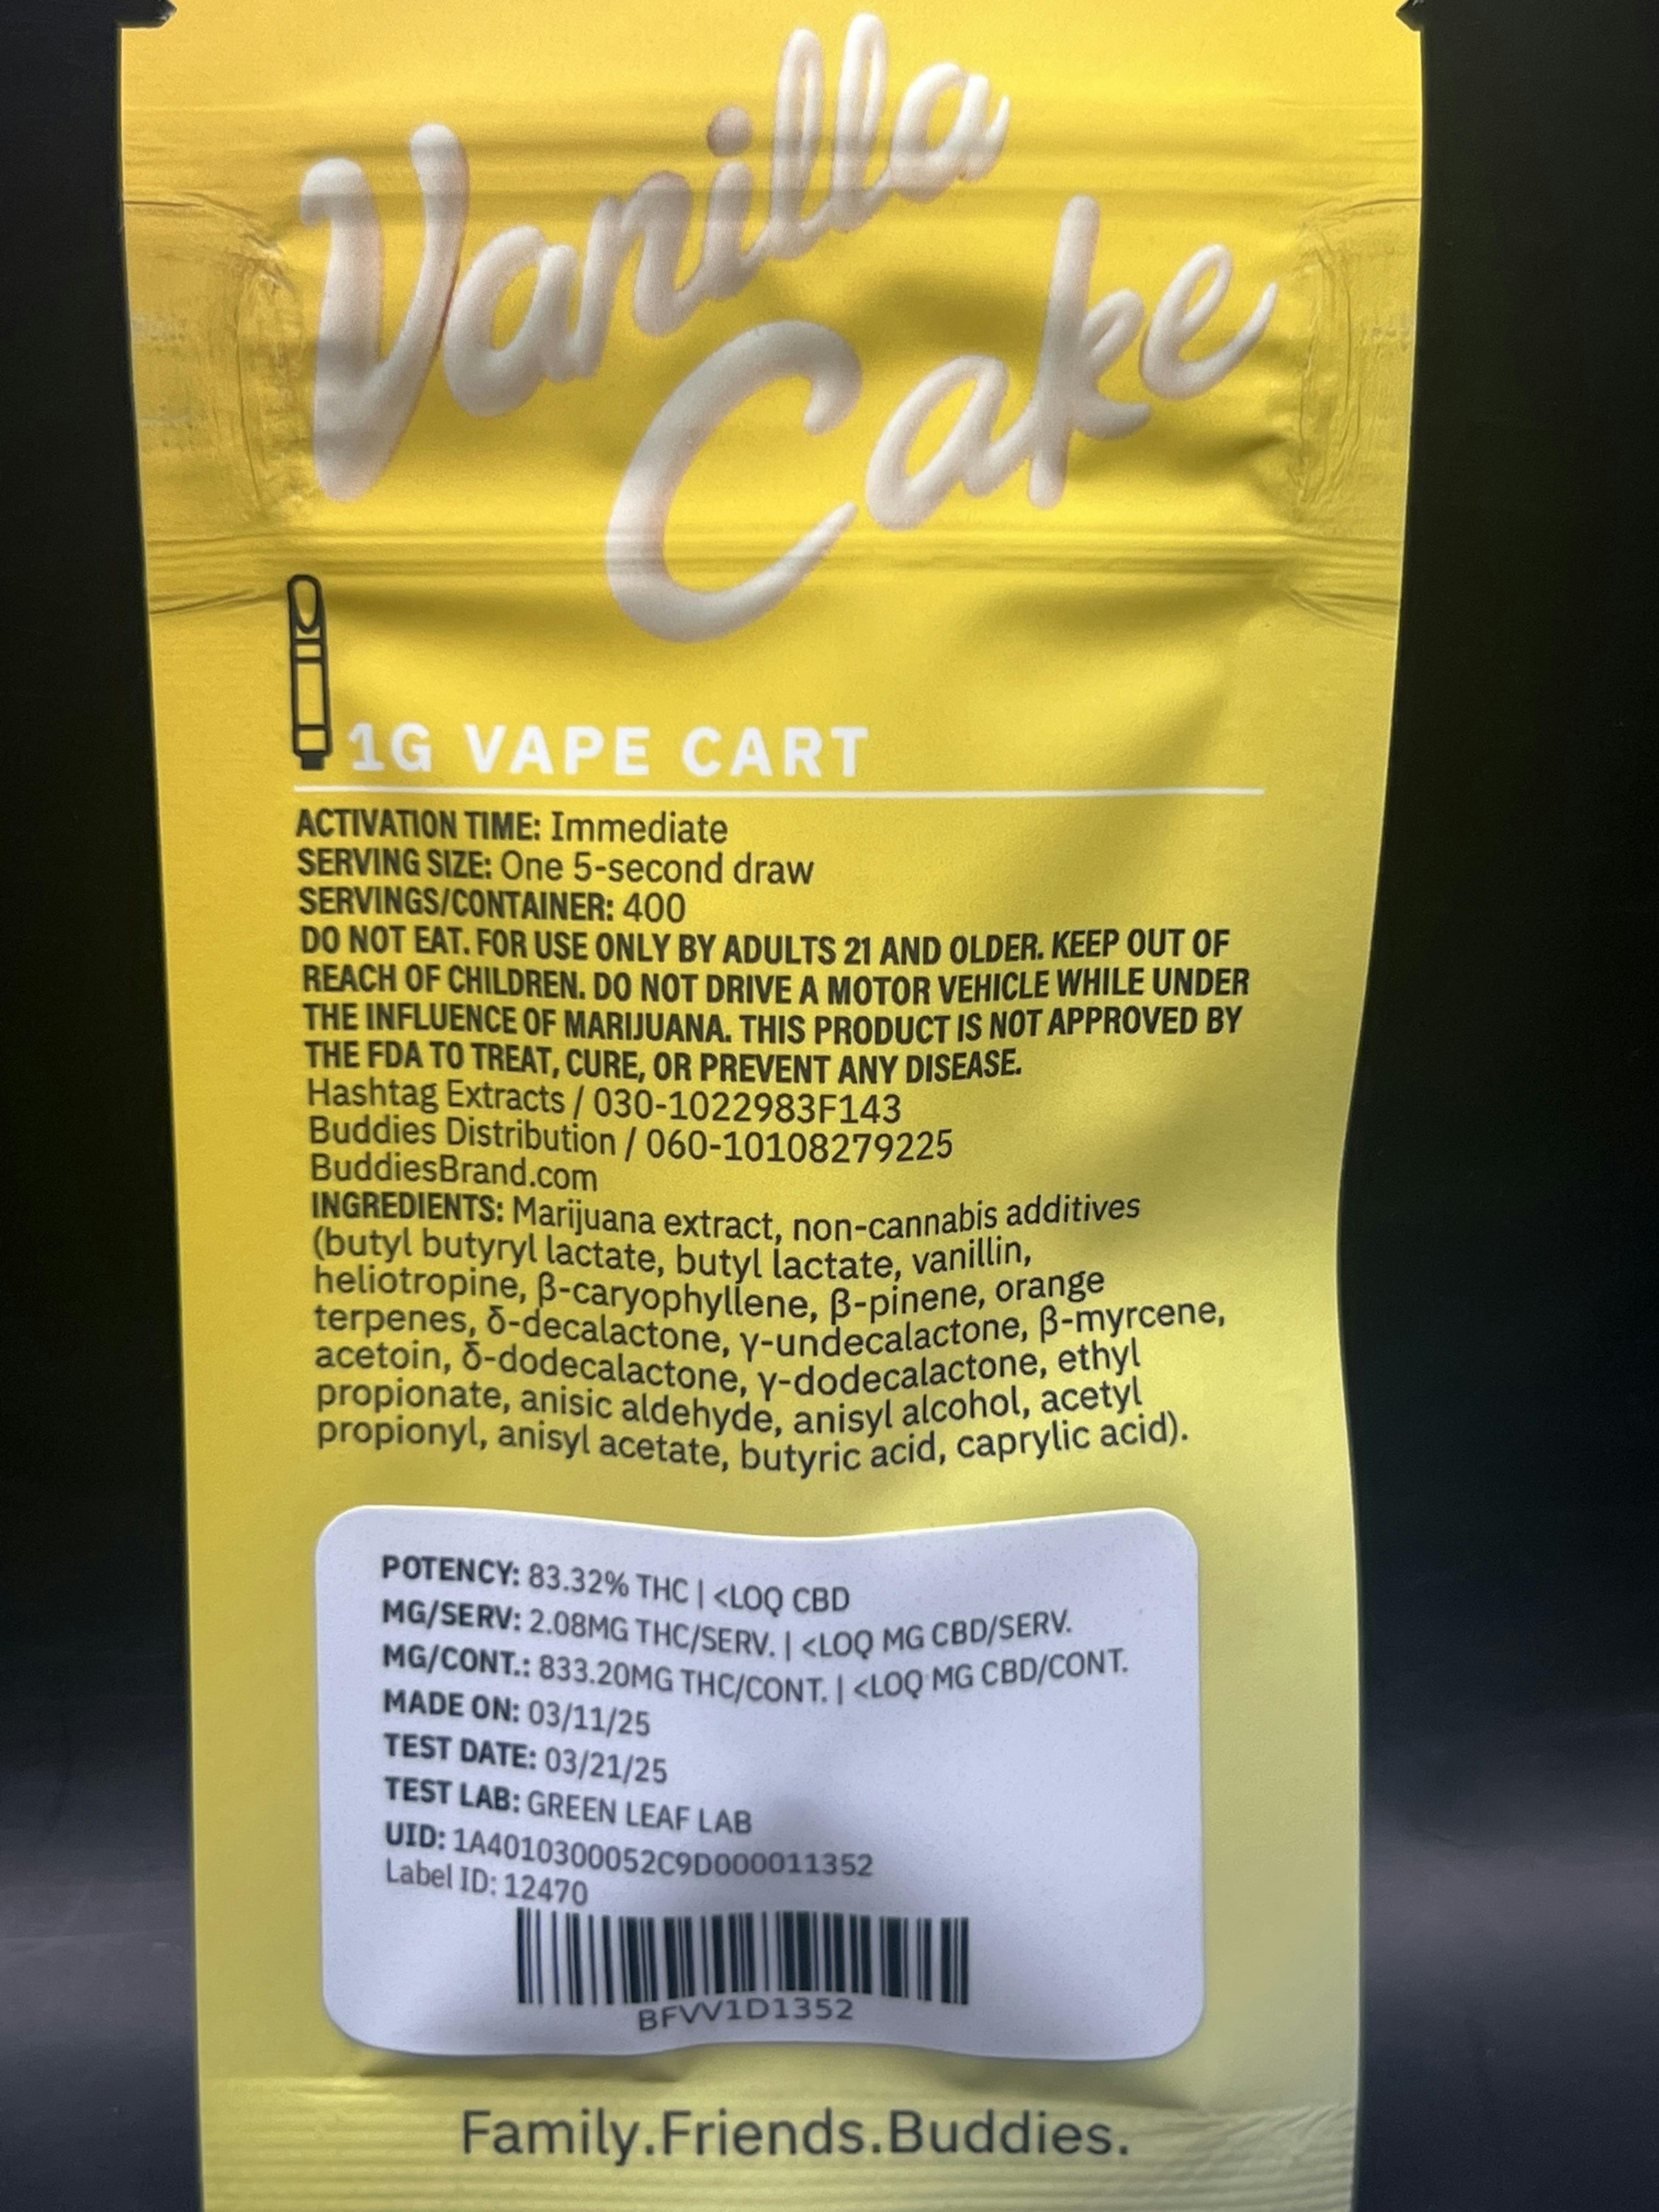 Vanilla
Cake
1G VAPE CART
ACTIVATION TIME: Immediate
SERVING SIZE: One 5-second draw
SERVINGS/CONTAINER: 400
DO NOT EAT. FOR USE ONLY BY ADULTS 21 AND OLDER. KEEP OUT OF
REACH OF CHILDREN. DO NOT DRIVE A MOTOR VEHICLE WHILE UNDER
THE INFLUENCE OF MARIJUANA. THIS PRODUCT IS NOT APPROVED BY
THE FDA TO TREAT, CURE, OR PREVENT ANY DISEASE.
Hashtag Extracts / 030-1022983F143
Buddies Distribution / 060-10108279225
BuddiesBrand.com
INGREDIENTS: Marijuana extract, non-cannabis additives
(butyl butyryl lactate, butyl lactate, vanillin,
heliotropine, β-caryophyllene, β-pinene, orange
terpenes, δ-decalactone, γ-undecalactone, β-myrcene,
acetoin, δ-dodecalactone, γ-dodecalactone, ethyl
propionate, anisic aldehyde, anisyl alcohol, acetyl
propionyl, anisyl acetate, butyric acid, caprylic acid).
POTENCY: 83.32% THC | <LOQ CBD
MG/SERV: 2.08MG THC/SERV. | <LOQ MG CBD/SERV.
MG/CONT.: 833.20MG THC/CONT. | <LOQ MG CBD/CONT.
MADE ON: 03/11/25
TEST DATE: 03/21/25
TEST LAB: GREEN LEAF LAB
UID: 1A4010300052C9D000011352
Label ID: 12470
BFVV1D1352
Family.Friends.Buddies.